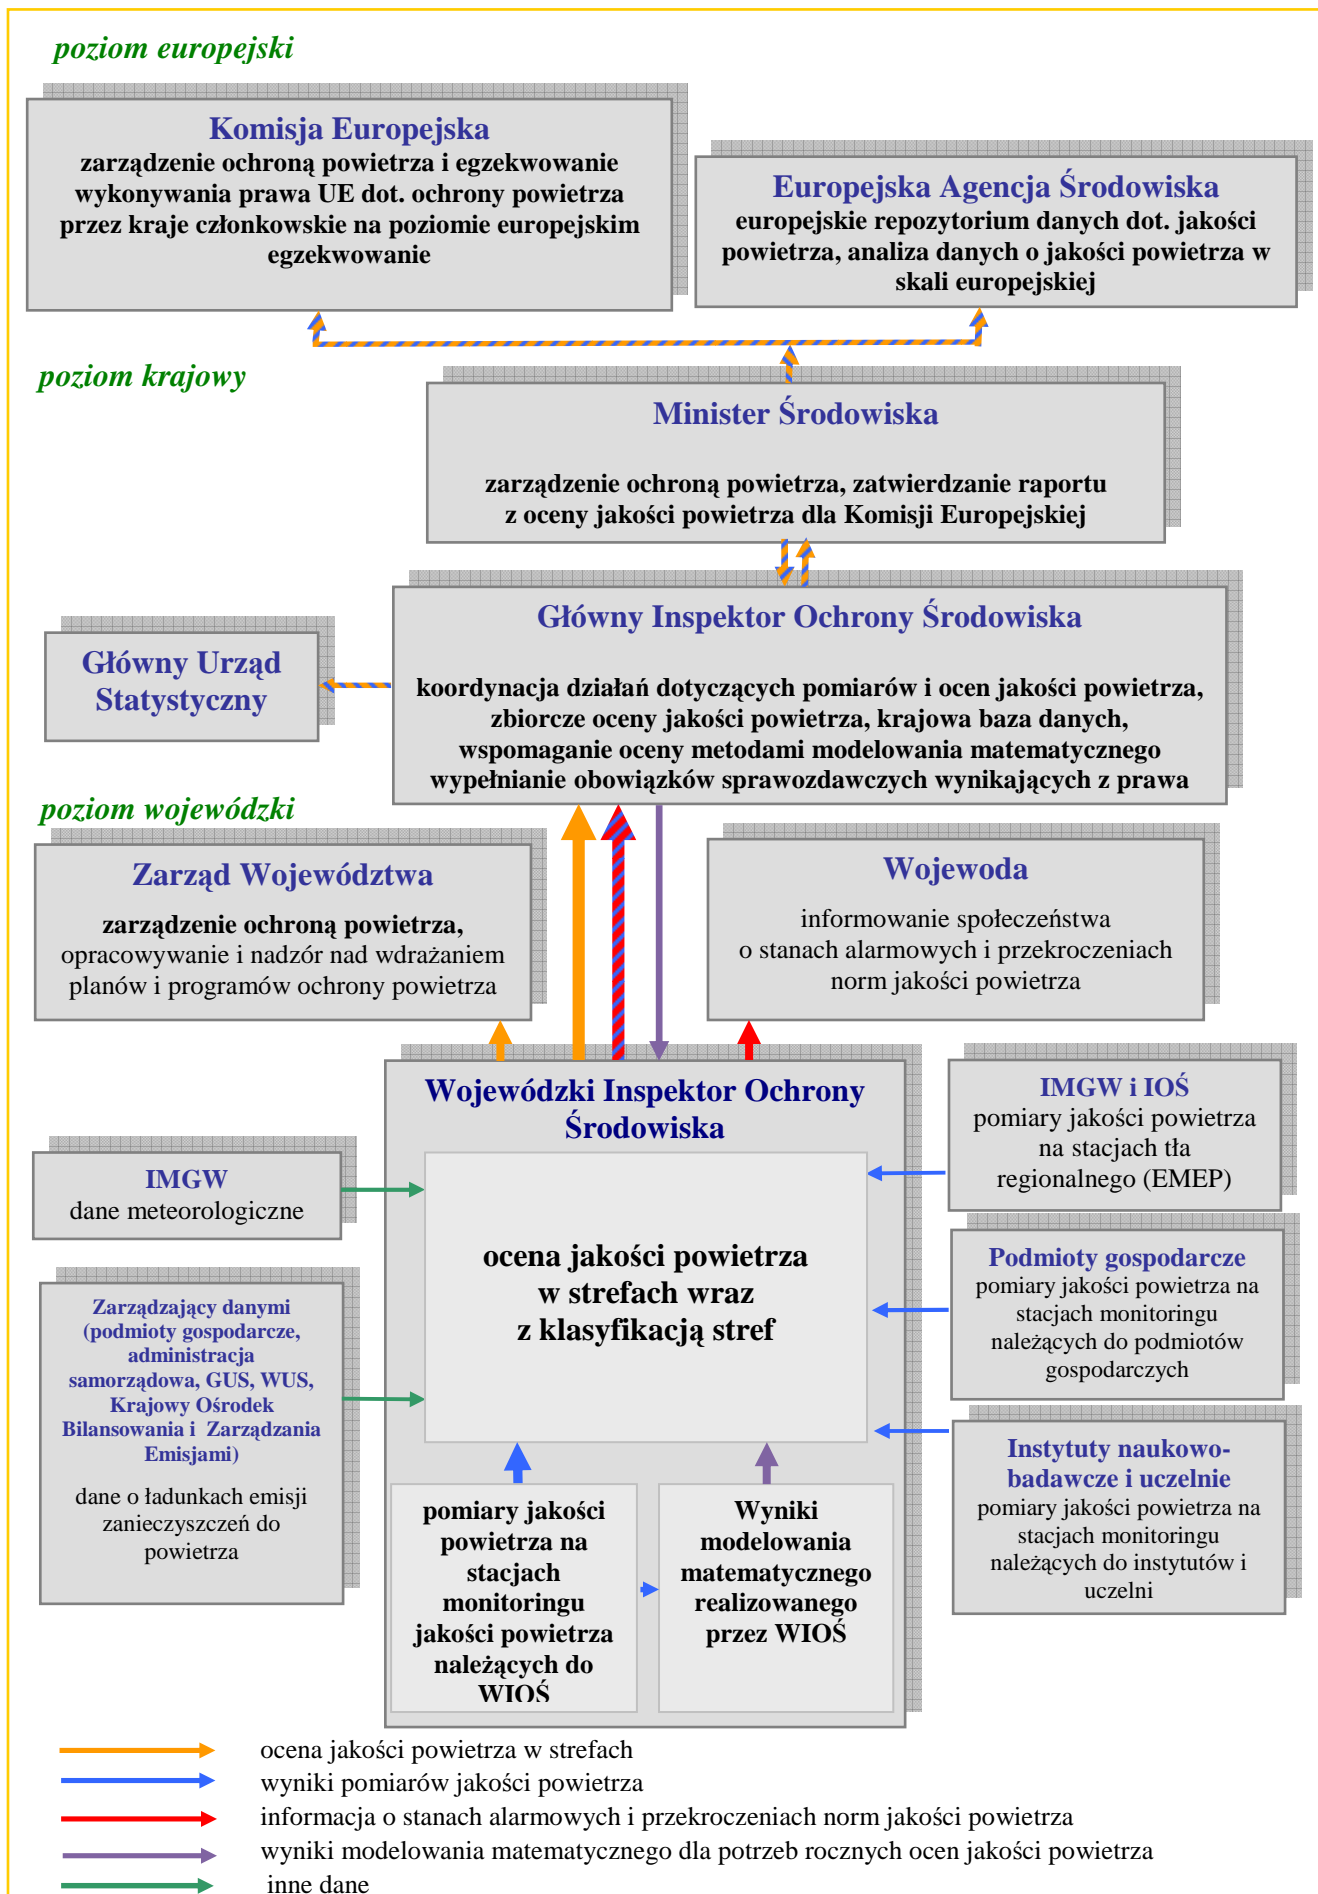 poziom europejski
Komisja Europejska
zarządzenie ochroną powietrza i egzekwowanie
wykonywania prawa UE dot. ochrony powietrza
przez kraje członkowskie na poziomie europejskim
egzekwowanie
Europejska Agencja Środowiska
europejskie repozytorium danych dot. jakości
powietrza, analiza danych o jakości powietrza w
skali europejskiej
poziom krajowy
Minister Środowiska
zarządzenie ochroną powietrza, zatwierdzanie raportu
z oceny jakości powietrza dla Komisji Europejskiej
Główny Inspektor Ochrony Środowiska
koordynacja działań dotyczących pomiarów i ocen jakości powietrza,
zbiorcze oceny jakości powietrza, krajowa baza danych,
wspomaganie oceny metodami modelowania matematycznego
wypełnianie obowiązków sprawozdawczych wynikających z prawa
Główny Urząd
Statystyczny
poziom wojewódzki
Zarząd Województwa
zarządzenie ochroną powietrza,
opracowywanie i nadzór nad wdrażaniem
planów i programów ochrony powietrza
Wojewoda
informowanie społeczeństwa
o stanach alarmowych i przekroczeniach
norm jakości powietrza
Wojewódzki Inspektor Ochrony
Środowiska
IMGW
dane meteorologiczne
Zarządzający danymi
(podmioty gospodarcze,
administracja
samorządowa, GUS, WUS,
Krajowy Ośrodek
Bilansowania i Zarządzania
Emisjami)
dane o ładunkach emisji
zanieczyszczeń do
powietrza
ocena jakości powietrza
w strefach wraz
z klasyfikacją stref
pomiary jakości
powietrza na
stacjach
monitoringu
jakości powietrza
należących do
WIOŚ
Wyniki
modelowania
matematycznego
realizowanego
przez WIOŚ
IMGW i IOŚ
pomiary jakości powietrza
na stacjach tła
regionalnego (EMEP)
Podmioty gospodarcze
pomiary jakości powietrza na
stacjach monitoringu
należących do podmiotów
gospodarczych
Instytuty naukowo-
badawcze i uczelnie
pomiary jakości powietrza na
stacjach monitoringu
należących do instytutów i
uczelni
ocena jakości powietrza w strefach
wyniki pomiarów jakości powietrza
informacja o stanach alarmowych i przekroczeniach norm jakości powietrza
wyniki modelowania matematycznego dla potrzeb rocznych ocen jakości powietrza
inne dane